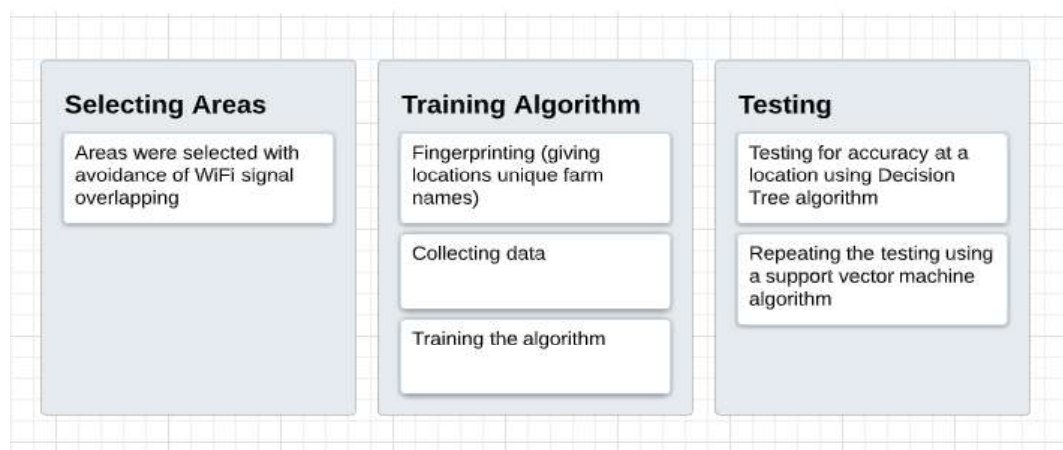 Selecting Areas
Areas were selected with
avoidance of WiFi signal
overlapping
Training Algorithm
Fingerprinting (giving
locations unique farm
names)
Collecting data
Training the algorithm
Testing
Testing for accuracy at a
location using Decision
Tree algorithm
Repeating the testing using
a support vector machine
algorithm